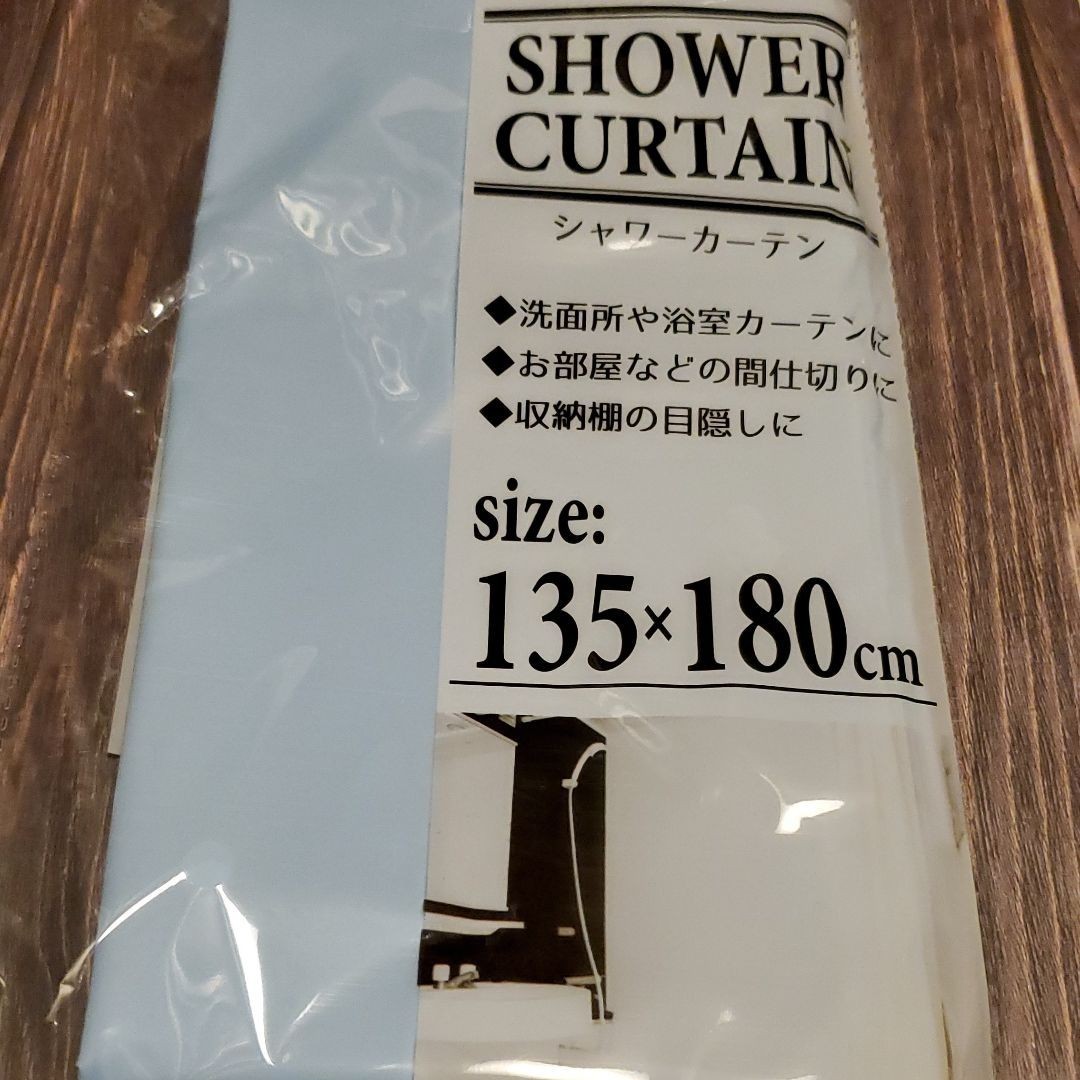 SHOWER
CURTAIN
シャワーカーテン
◆洗面所や浴室カーテンに
◆お部屋などの間仕切りに
◆収納棚の目隠しに
size:
135×180cm